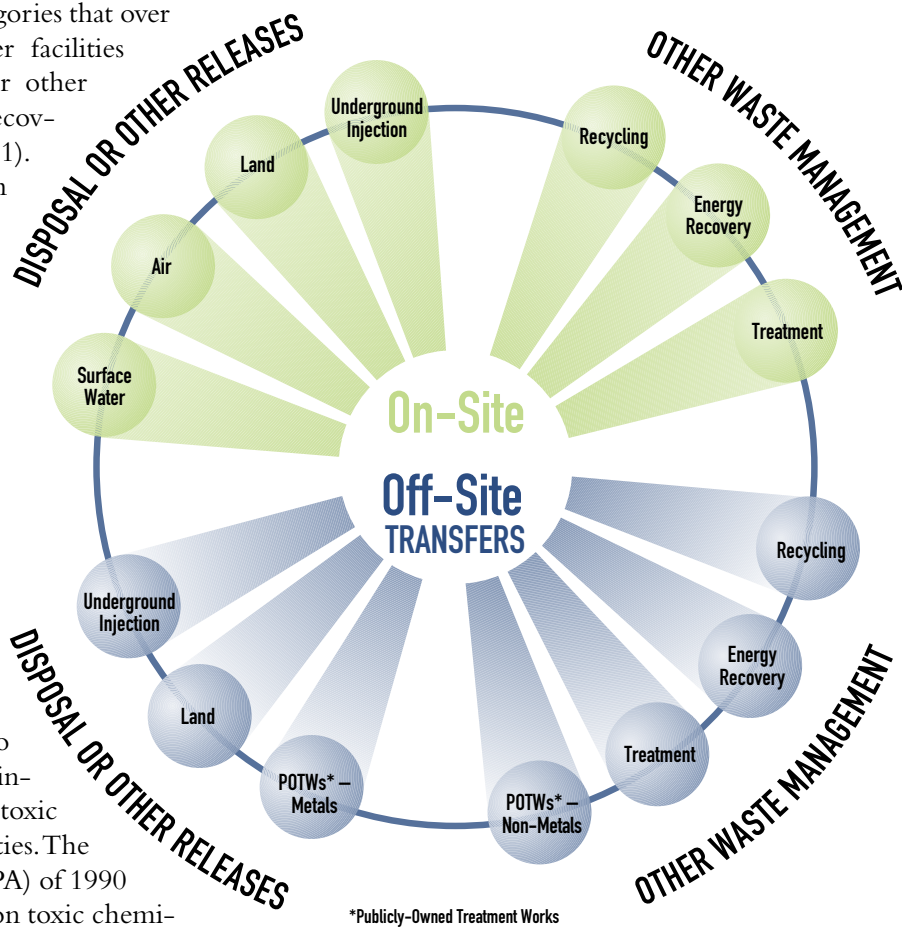 gories that over
er facilities
r other
ecov-
1).
n
DISPOSAL OR OTHER RELEASES
OTHER WASTE MANAGEMENT
Underground
Injection
Land
Air
Surface
Water
Recycling
Energy
Recovery
Treatment
On-Site
Off-Site
TRANSFERS
Underground
Injection
Land
POTWs* –
Metals
POTWs* –
Non-Metals
Treatment
Energy
Recovery
Recycling
DISPOSAL OR OTHER RELEASES
OTHER WASTE MANAGEMENT
o
in-
toxic
ties. The
PA) of 1990
on toxic chemi-
*Publicly-Owned Treatment Works